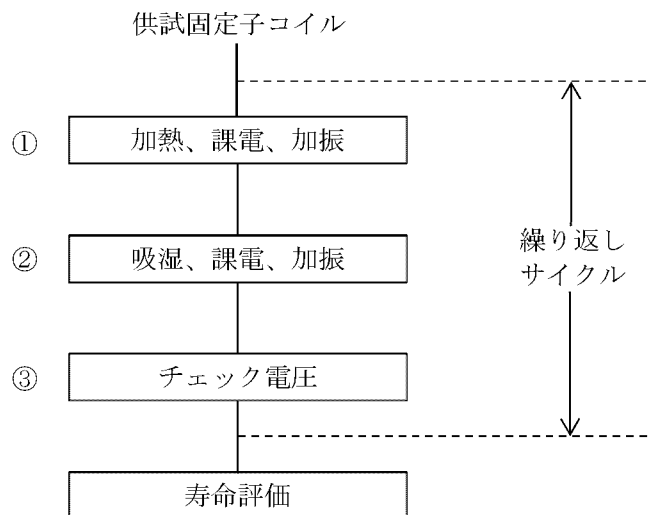 供試固定子コイル
① 加熱、課電、加振
② 吸湿、課電、加振
繰り返し
サイクル
③ チェック電圧
寿命評価